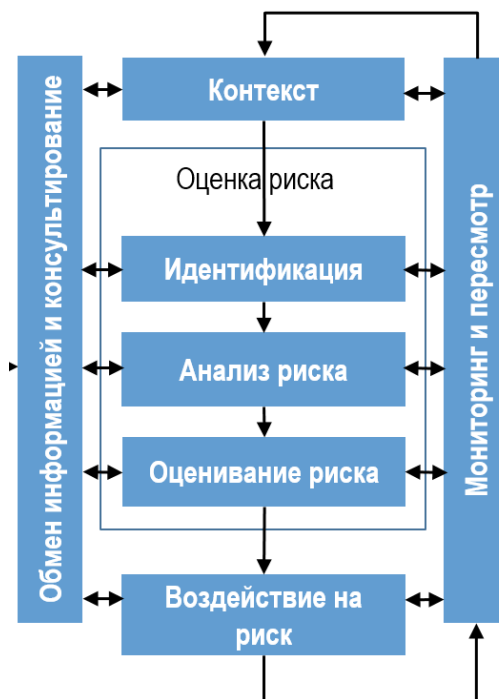 Обмен информацией и консультирование
Контекст
Оценка риска
Идентификация
Анализ риска
Оценивание риска
Воздействие на
риск
Мониторинг и пересмотр